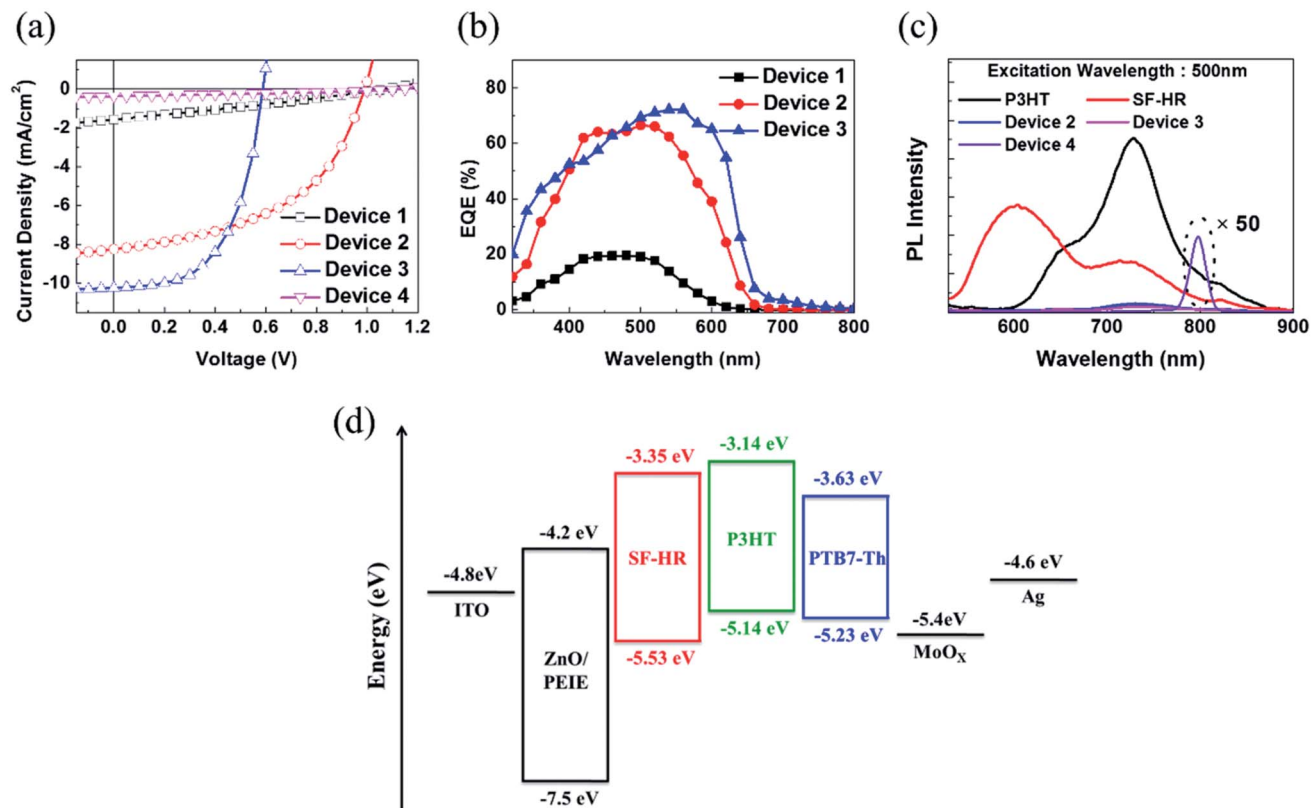 (a)
0
-2
-4
-6
-8
-10
Current Density (mA/cm²)
0.0 0.2 0.4 0.6 0.8 1.0 1.2
Voltage (V)
Device 1
Device 2
Device 3
Device 4
(b)
80
60
40
20
0
EQE (%)
400 500 600 700 800
Wavelength (nm)
Device 1
Device 2
Device 3
(c)
Excitation Wavelength : 500nm
P3HT SF-HR
Device 2 Device 3
Device 4
× 50
PL Intensity
600 700 800 900
Wavelength (nm)
(d)
Energy (eV)
-4.8eV
ITO
-4.2 eV
ZnO/
PEIE
-7.5 eV
-3.35 eV
SF-HR
-5.53 eV
-3.14 eV
P3HT
-5.14 eV
-3.63 eV
PTB7-Th
-5.23 eV
-5.4eV
MoOX
-4.6 eV
Ag